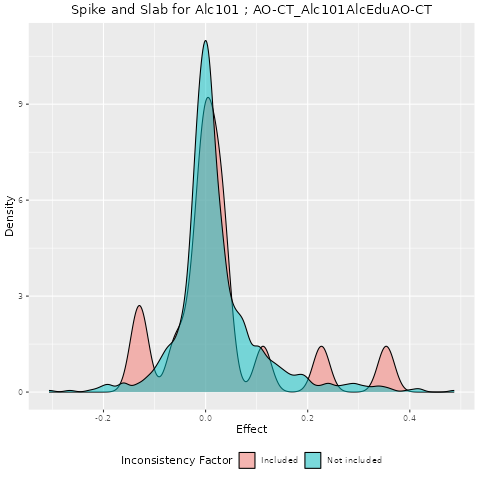 Spike and Slab for Alc101 ; AO-CT_Alc101AlcEduAO-CT
Density
9
6
3
0
-0.2
0.0
0.2
0.4
Effect
Inconsistency Factor
Included
Not included